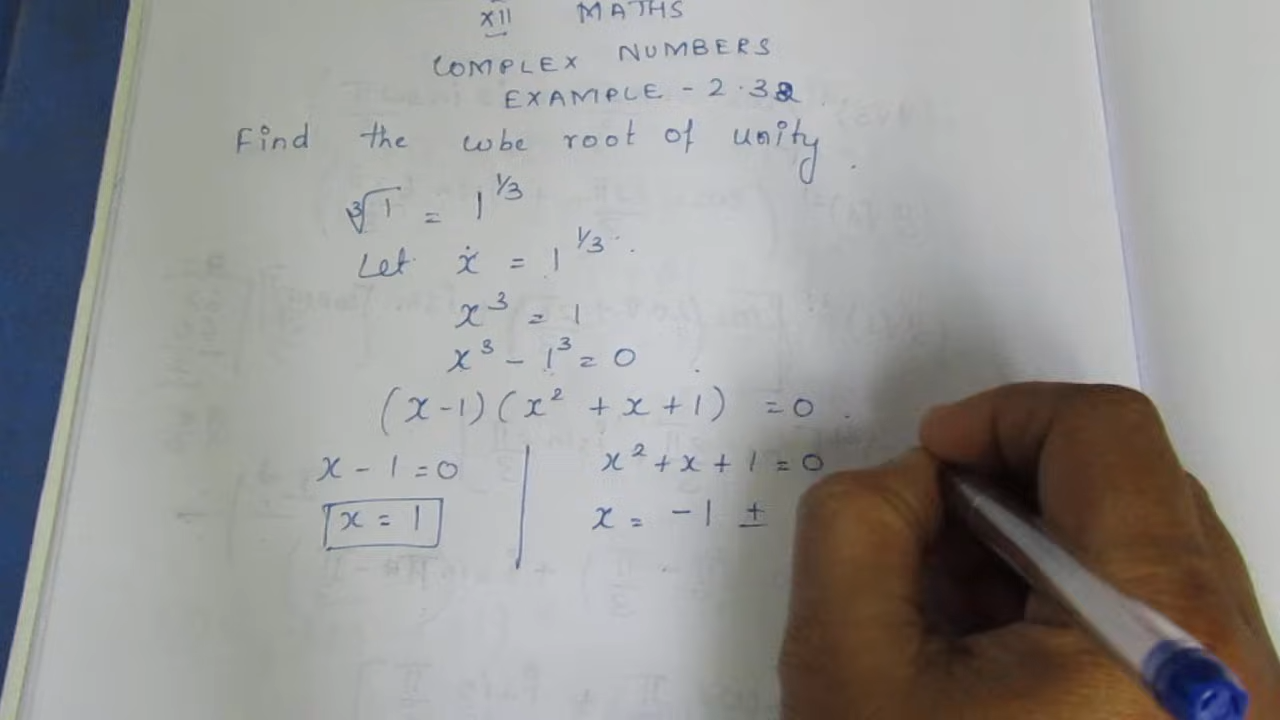 XII MATHS
COMPLEX NUMBERS
EXAMPLE - 2.32
Find the cube root of unity.
∛1 = 1^1/3
Let x = 1^1/3.
x³ = 1
x³ - 1³ = 0
(x-1)(x² + x + 1) = 0.
x - 1 = 0 | x² + x + 1 = 0
x = 1 | x = -1 ±